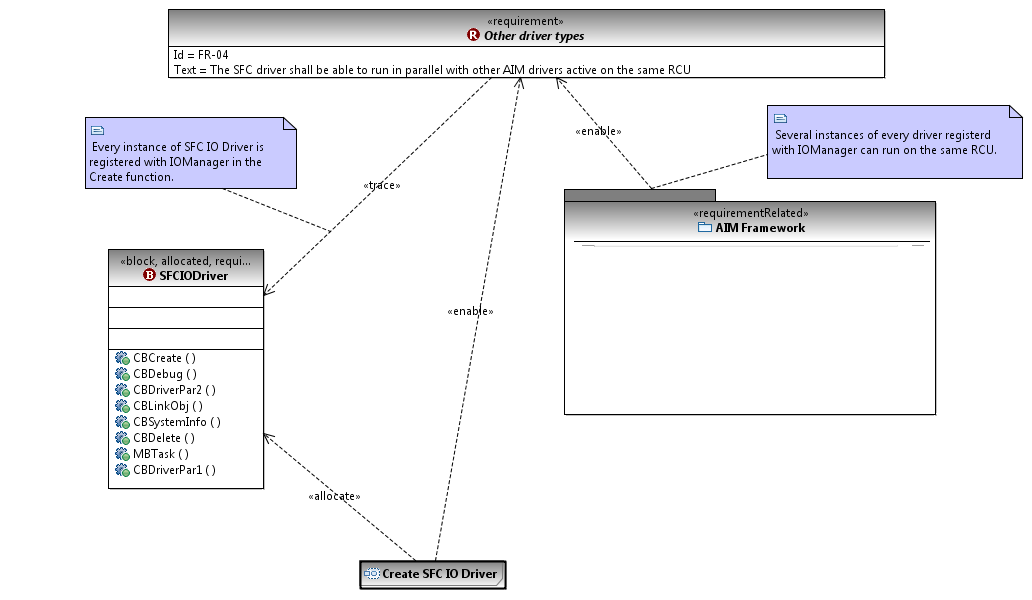 «requirement»
Other driver types
Id = FR-04
Text = The SFC driver shall be able to run in parallel with other AIM drivers active on the same RCU
Every instance of SFC IO Driver is
registered with IOManager in the
Create function.
«enable»
Several instances of every driver registerd
with IOManager can run on the same RCU.
«trace»
«requirementRelated»
AIM Framework
«block, allocated, requi...
SFCIODriver
«enable»
CBCreate ( )
CBDebug ( )
CBDriverPar2 ( )
CBLinkObj ( )
CBSystemInfo ( )
CBDelete ( )
MBTask ( )
CBDriverPar1 ( )
«allocate»
Create SFC IO Driver